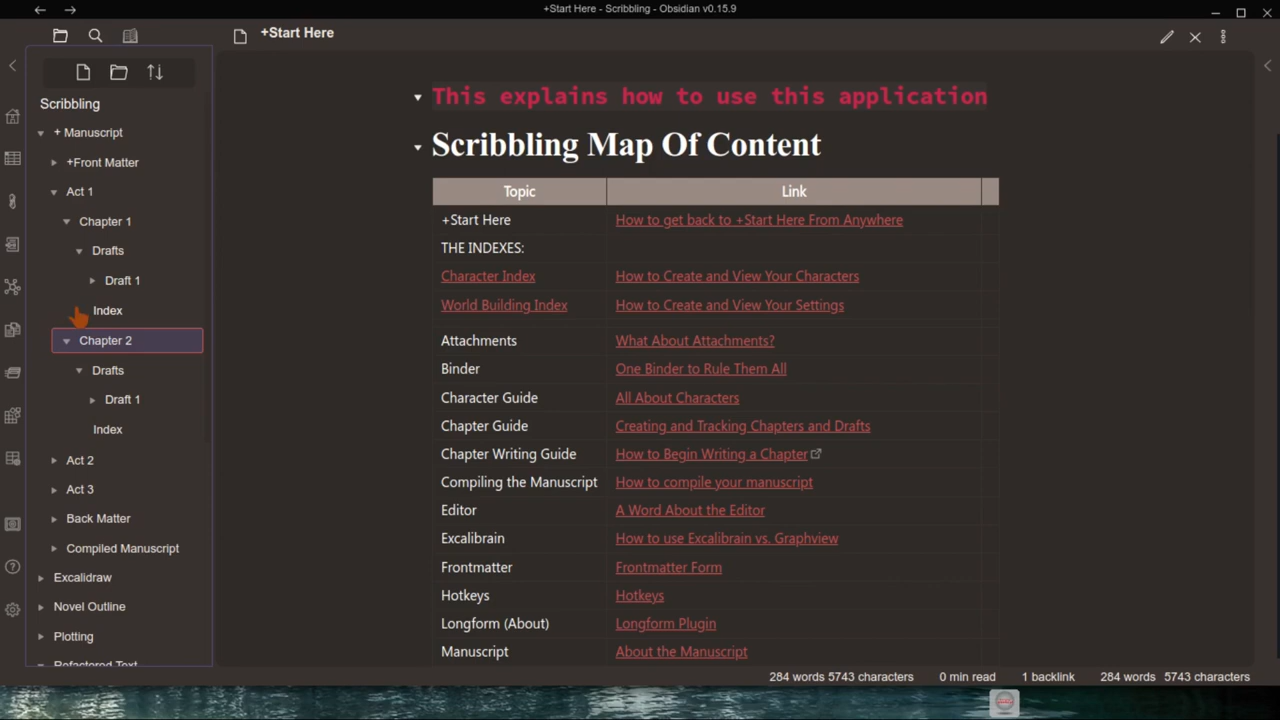 +Start Here - Scribbling - Obsidian v0.15.9
+Start Here
Scribbling
+ Manuscript
+Front Matter
Act 1
Chapter 1
Drafts
Draft 1
Index
Chapter 2
Drafts
Draft 1
Index
Act 2
Act 3
Back Matter
Compiled Manuscript
Excalidraw
Novel Outline
Plotting
Refactored Text
This explains how to use this application
Scribbling Map Of Content
Topic Link
+Start Here How to get back to +Start Here From Anywhere
THE INDEXES:
Character Index How to Create and View Your Characters
World Building Index How to Create and View Your Settings
Attachments What About Attachments?
Binder One Binder to Rule Them All
Character Guide All About Characters
Chapter Guide Creating and Tracking Chapters and Drafts
Chapter Writing Guide How to Begin Writing a Chapter
Compiling the Manuscript How to compile your manuscript
Editor A Word About the Editor
Excalibrain How to use Excalibrain vs. Graphview
Frontmatter Frontmatter Form
Hotkeys Hotkeys
Longform (About) Longform Plugin
Manuscript About the Manuscript
284 words 5743 characters 0 min read 1 backlink 284 words 5743 characters